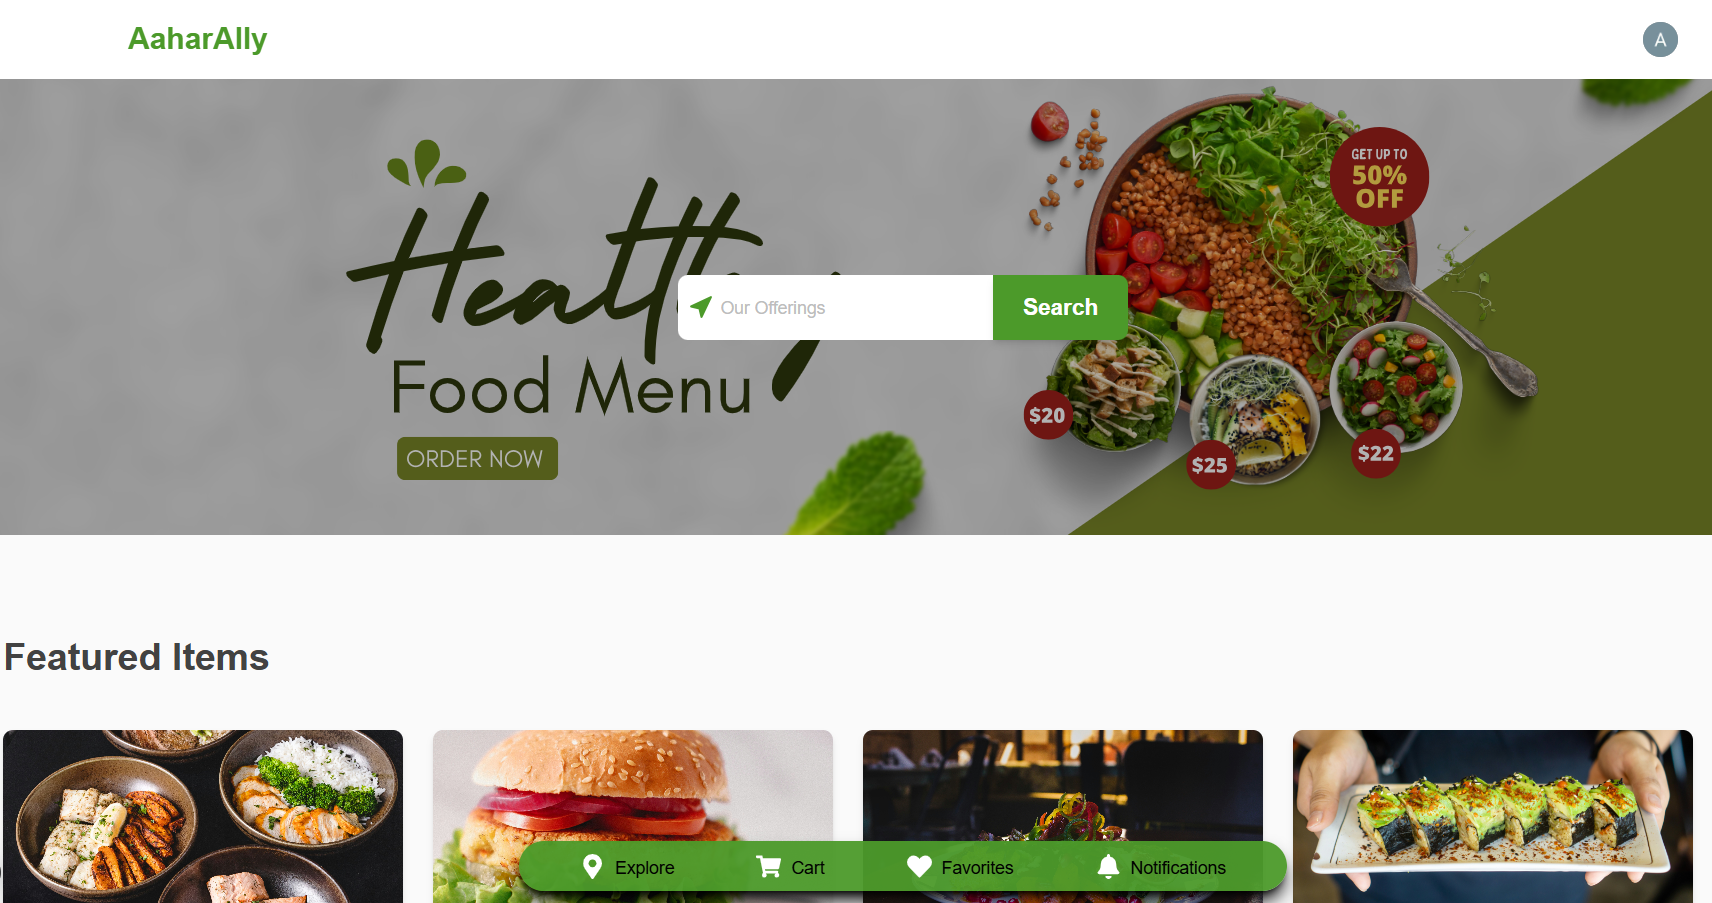 AaharAlly
A
GET UP TO
50%
OFF
Healthy
Our Offerings
Search
Food Menu
$20
$25
$22
ORDER NOW
Featured Items
Explore
Cart
Favorites
Notifications